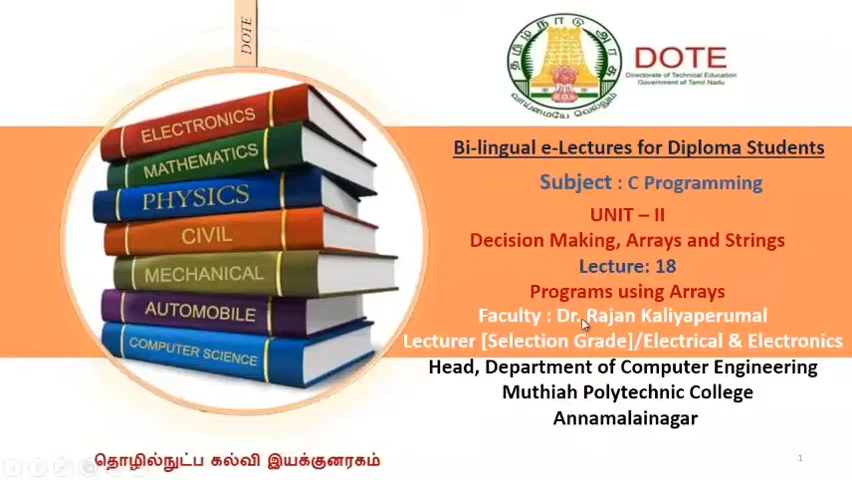 DOTE
தமிழ்நாடு அரசு
வாய்மையே வெல்லும்
DOTE
Directorate of Technical Education
Government of Tamil Nadu
ELECTRONICS
MATHEMATICS
PHYSICS
CIVIL
MECHANICAL
AUTOMOBILE
COMPUTER SCIENCE
Bi-lingual e-Lectures for Diploma Students
Subject : C Programming
UNIT – II
Decision Making, Arrays and Strings
Lecture: 18
Programs using Arrays
Faculty : Dr. Rajan Kaliyaperumal
Lecturer [Selection Grade]/Electrical & Electronics
Head, Department of Computer Engineering
Muthiah Polytechnic College
Annamalainagar
தொழில்நுட்ப கல்வி இயக்குனரகம்
1